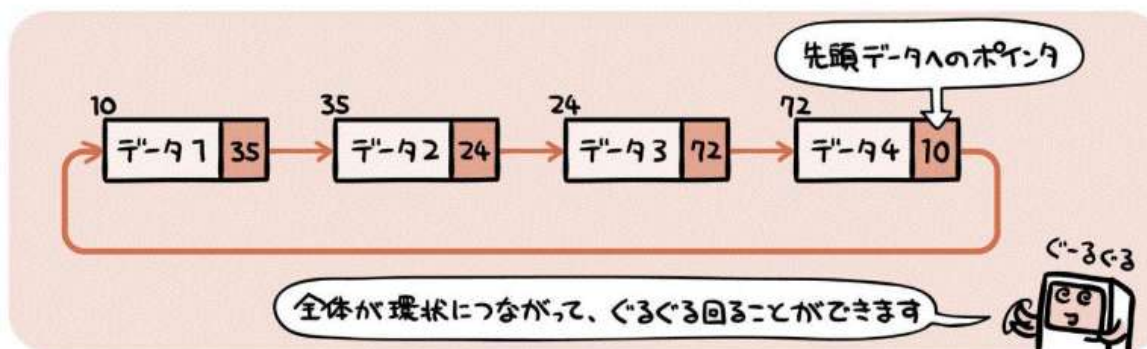 先頭データへのポインタ
10
35
24
72
データ1 35
データ2 24
データ3 72
データ4 10
ぐーるぐる
全体が環状につながって、ぐるぐる回ることができます